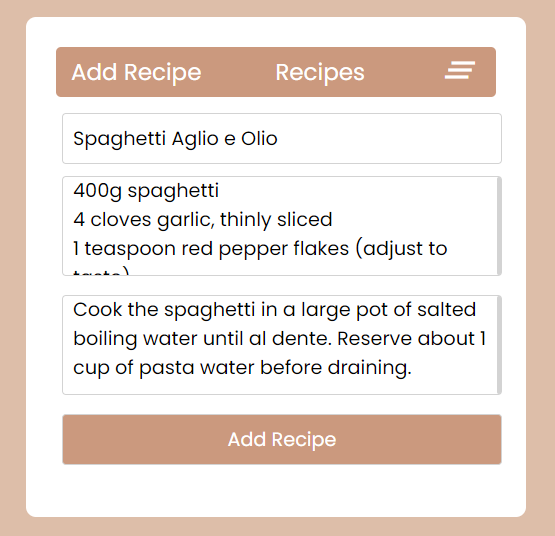 Add Recipe Recipes
Spaghetti Aglio e Olio
400g spaghetti
4 cloves garlic, thinly sliced
1 teaspoon red pepper flakes (adjust to
taste)
Cook the spaghetti in a large pot of salted
boiling water until al dente. Reserve about 1
cup of pasta water before draining.
Add Recipe